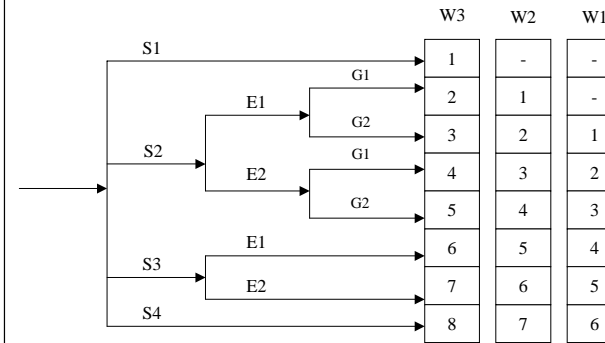 W3 W2 W1
S1 1 - -
G1
E1 2 1 -
G2 3 2 1
S2 G1
E2 4 3 2
G2 5 4 3
E1 6 5 4
S3
E2 7 6 5
S4 8 7 6